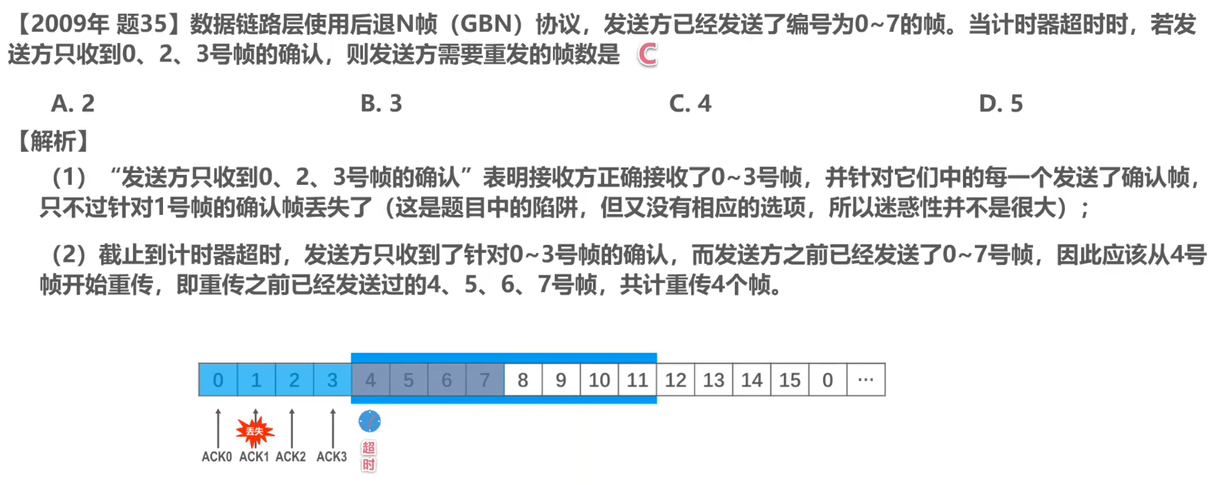 【2009年 题35】数据链路层使用后退N帧（GBN）协议，发送方已经发送了编号为0~7的帧。当计时器超时时，若发
送方只收到0、2、3号帧的确认，则发送方需要重发的帧数是 C
A. 2 B. 3 C. 4 D. 5
【解析】
（1）“发送方只收到0、2、3号帧的确认”表明接收方正确接收了0~3号帧，并针对它们中的每一个发送了确认帧，
只不过针对1号帧的确认帧丢失了（这是题目中的陷阱，但又没有相应的选项，所以迷惑性并不是很大）；
（2）截止到计时器超时，发送方只收到了针对0~3号帧的确认，而发送方之前已经发送了0~7号帧，因此应该从4号
帧开始重传，即重传之前已经发送过的4、5、6、7号帧，共计重传4个帧。
0 1 2 3 4 5 6 7 8 9 10 11 12 13 14 15 0 ···
丢失
ACK0 ACK1 ACK2 ACK3
超
时